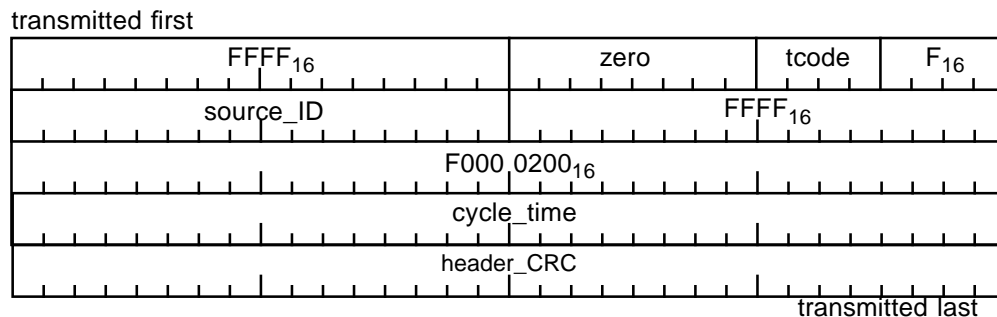 transmitted first
FFFF₁₆ zero tcode F₁₆
source_ID FFFF₁₆
F000 0200₁₆
cycle_time
header_CRC
transmitted last